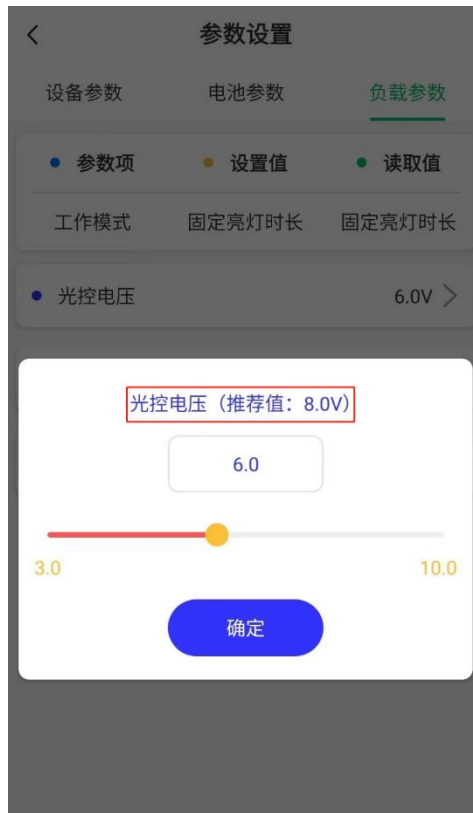 参数设置
设备参数 电池参数 负载参数
参数项 设置值 读取值
工作模式 固定亮灯时长 固定亮灯时长
光控电压 6.0V
光控电压（推荐值：8.0V）
6.0
3.0 10.0
确定